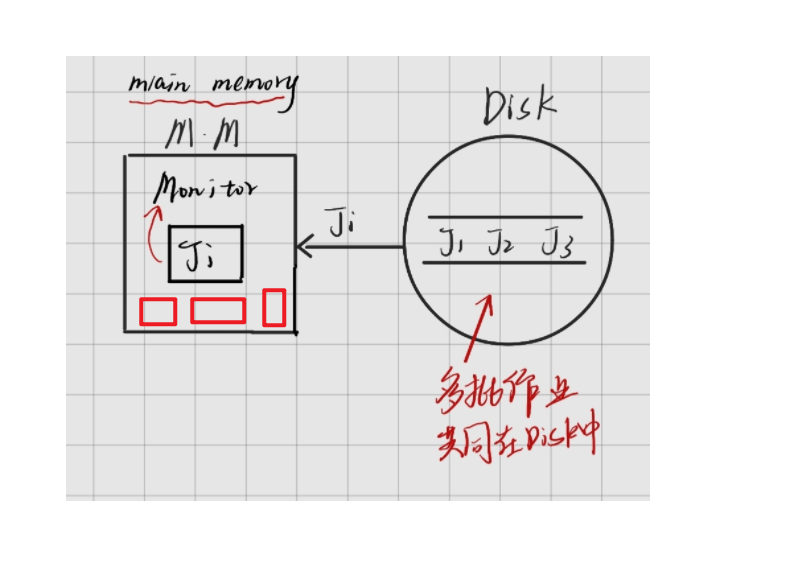 main memory
M.M
Monitor
Ji
Ji
Disk
J1 J2 J3
多批作业
共同在Disk中